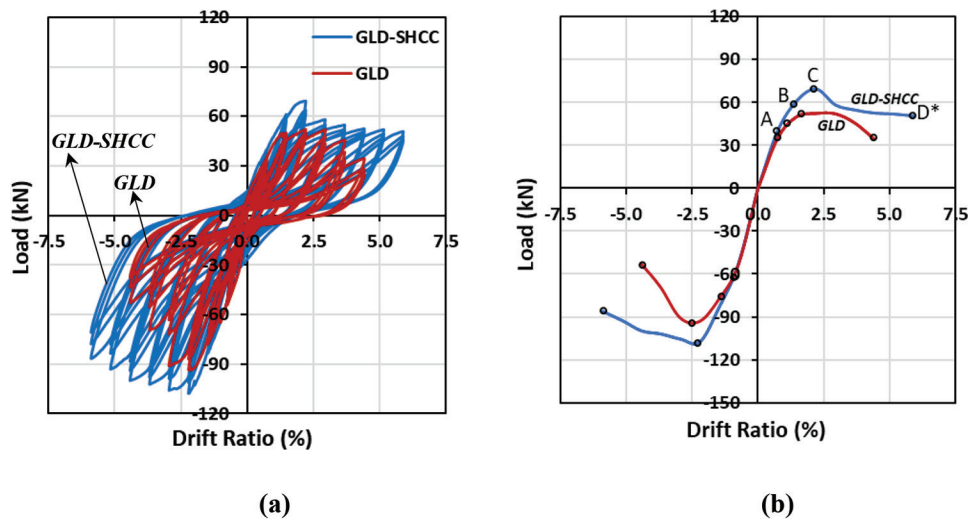 120
GLD-SHCC
GLD
90
60
30
0
-7.5
-5.0
-2.5
0.0
2.5
5.0
7.5
-30
-60
-90
-120
GLD-SHCC
GLD
Load (kN)
Drift Ratio (%)
(a)
120
90
60
30
0
-7.5
-5.0
-2.5
0.0
2.5
5.0
7.5
-30
-60
-90
-120
-150
A
B
C
GLD-SHCC
D*
GLD
Load (kN)
Drift Ratio (%)
(b)